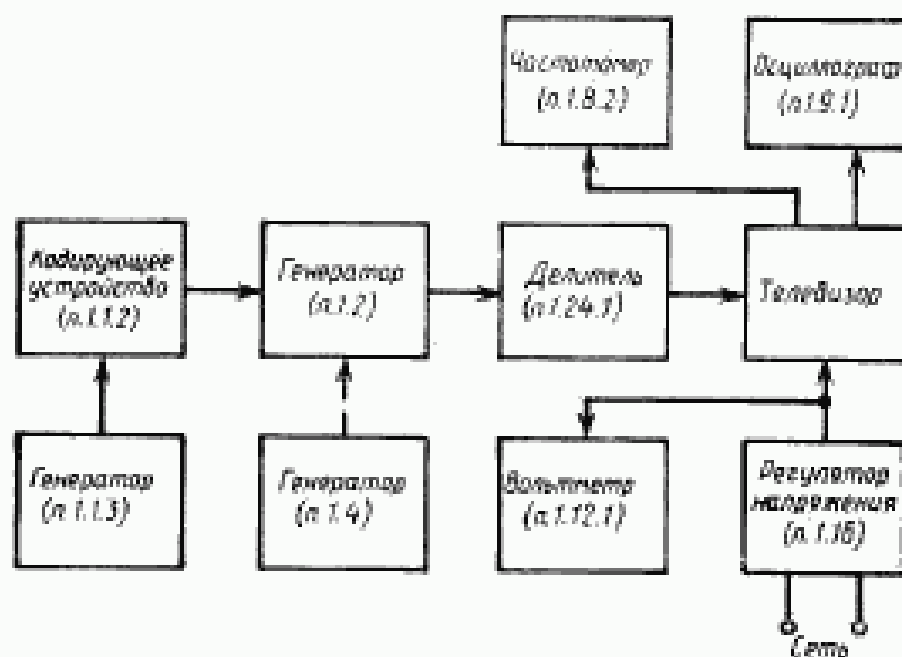 Частотомер
(п.1.8.2)
Осциллограф
(п.1.9.1)
Кодирующее
устройство
(п.1.1.2)
Генератор
(п.1.2)
Делитель
(п.1.24.1)
Телевизор
Генератор
(п.1.1.3)
Генератор
(п.1.4)
Вольтметр
(п.1.12.1)
Регулятор
напряжения
(п.1.16)
Сеть